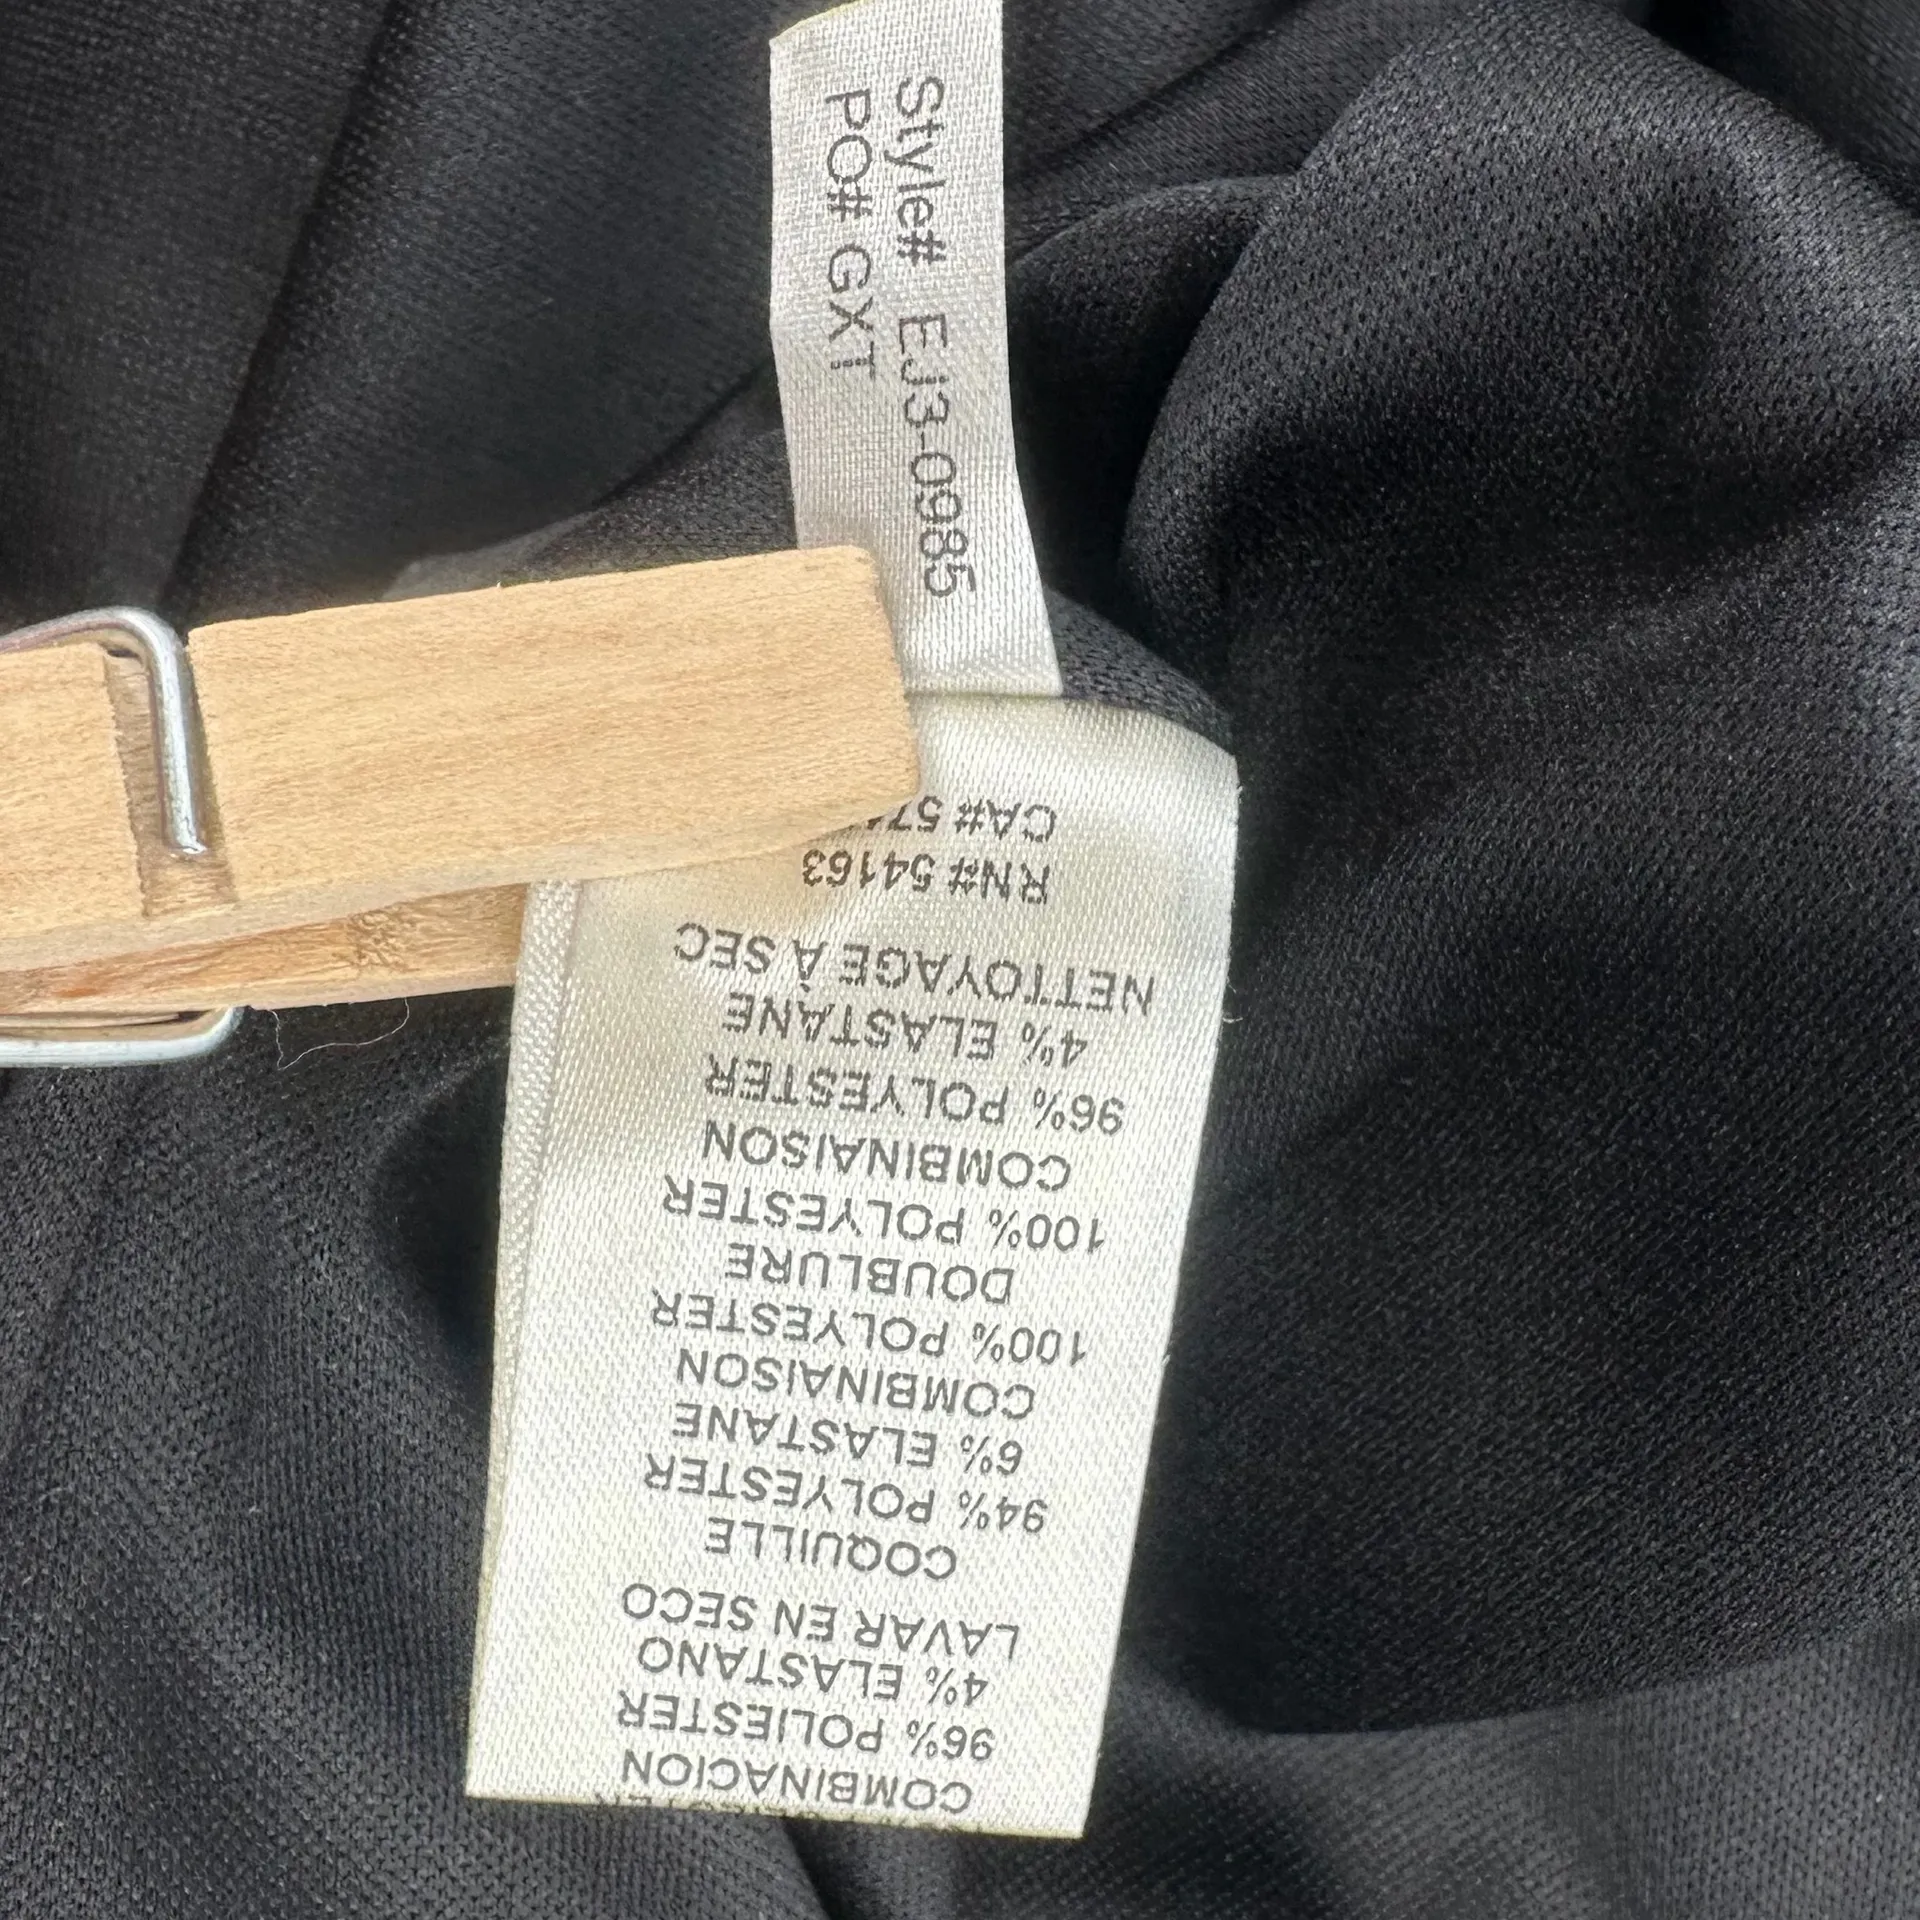 Style# EJ3-0985
PO# GXT
COMBINACION
96% POLIESTER
4% ELASTANO
LAVAR EN SECO
COQUILLE
94% POLYESTER
6% ELASTANE
COMBINAISON
100% POLYESTER
DOUBLURE
100% POLYESTER
COMBINAISON
96% POLYESTER
4% ELASTANE
NETTOYAGE À SEC
RN# 54163
CA#